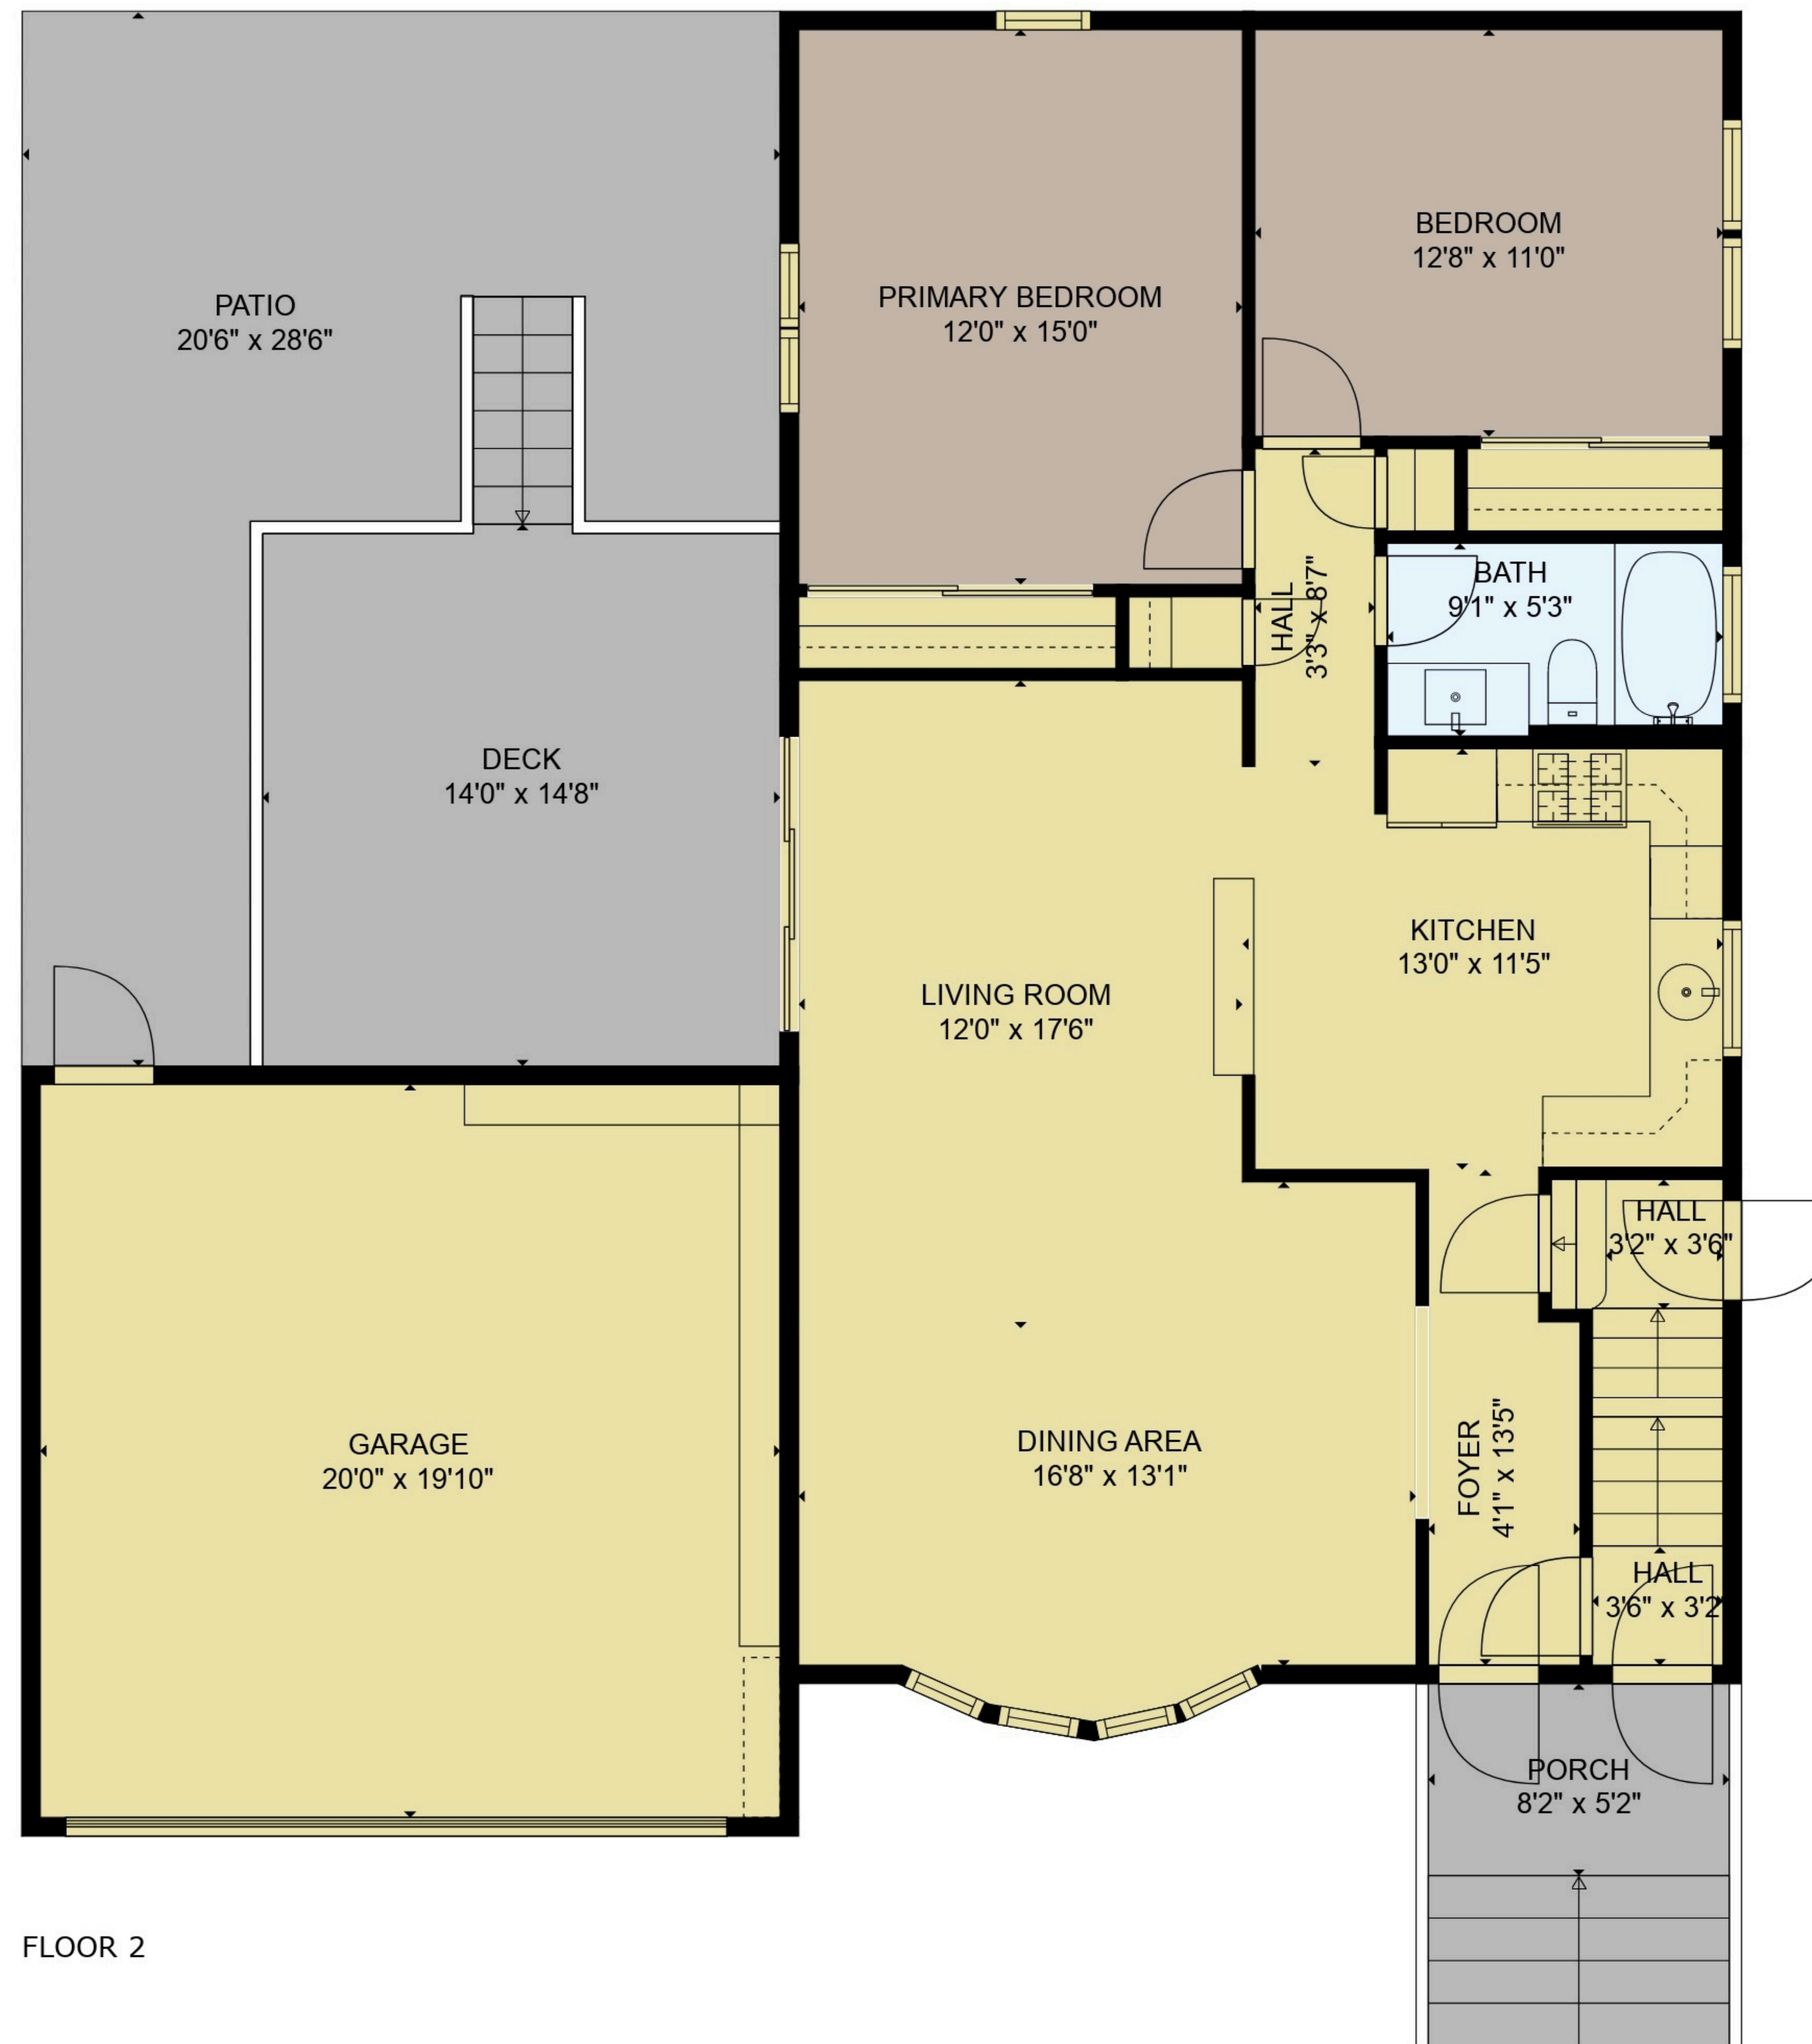 BEDROOM
12'8" x 11'0"
PRIMARY BEDROOM
12'0" x 15'0"
PATIO
20'6" x 28'6"
HALL
3'3" x 8'7"
BATH
9'1" x 5'3"
DECK
14'0" x 14'8"
KITCHEN
13'0" x 11'5"
LIVING ROOM
12'0" x 17'6"
HALL
3'2" x 3'6"
GARAGE
20'0" x 19'10"
DINING AREA
16'8" x 13'1"
FOYER
4'1" x 13'5"
HALL
3'6" x 3'2
PORCH
8'2" x 5'2"
FLOOR 2